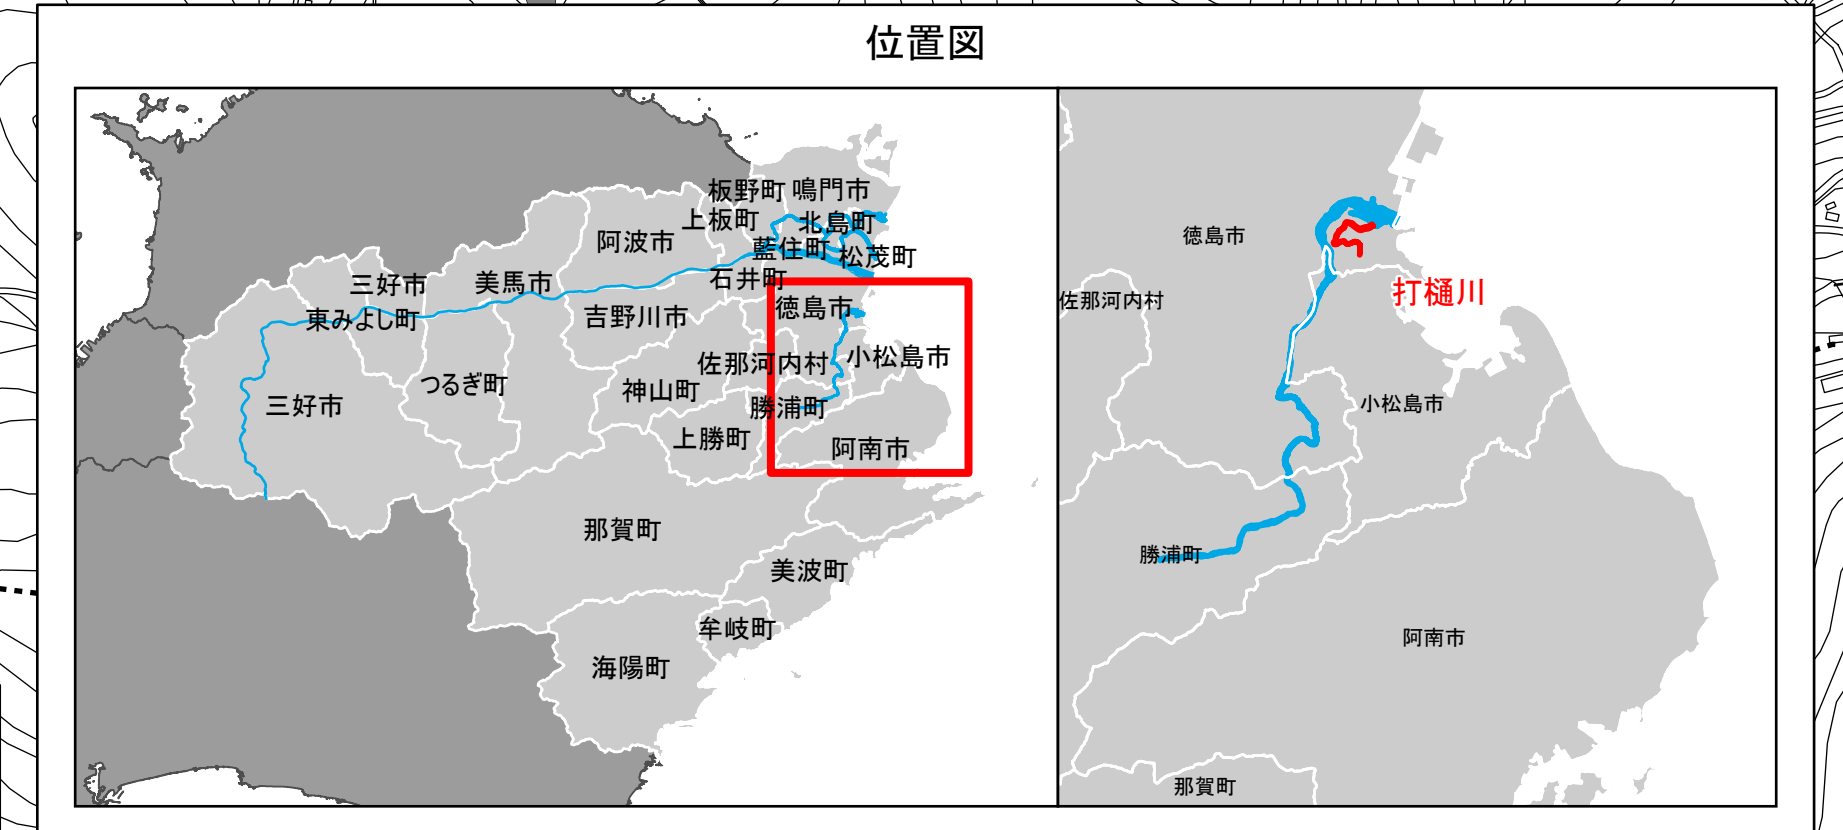 位置図
板野町
鳴門市
上板町
北島町
阿波市
藍住町
松茂町
三好市
美馬市
石井町
東みよし町
吉野川市
徳島市
佐那河内村
小松島市
つるぎ町
神山町
三好市
勝浦町
上勝町
阿南市
那賀町
美波町
牟岐町
海陽町
徳島市
打樋川
佐那河内村
小松島市
勝浦町
阿南市
那賀町